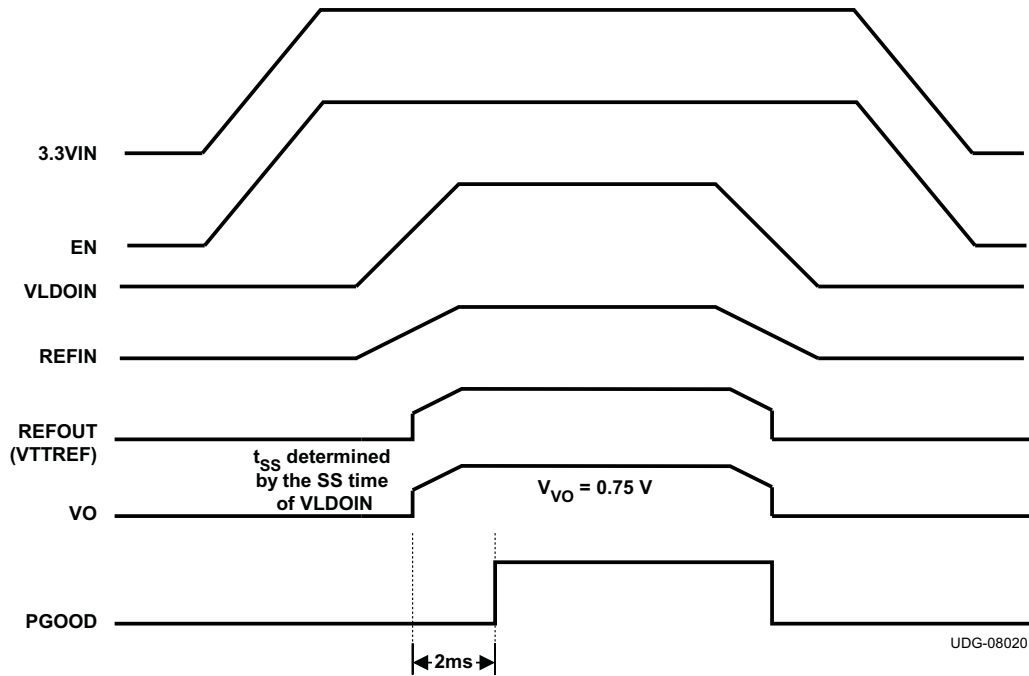 3.3VIN
EN
VLDOIN
REFIN
REFOUT
(VTTREF)
tSS determined
by the SS time
of VLDOIN
VVO = 0.75 V
VO
PGOOD
UDG-08020
2ms